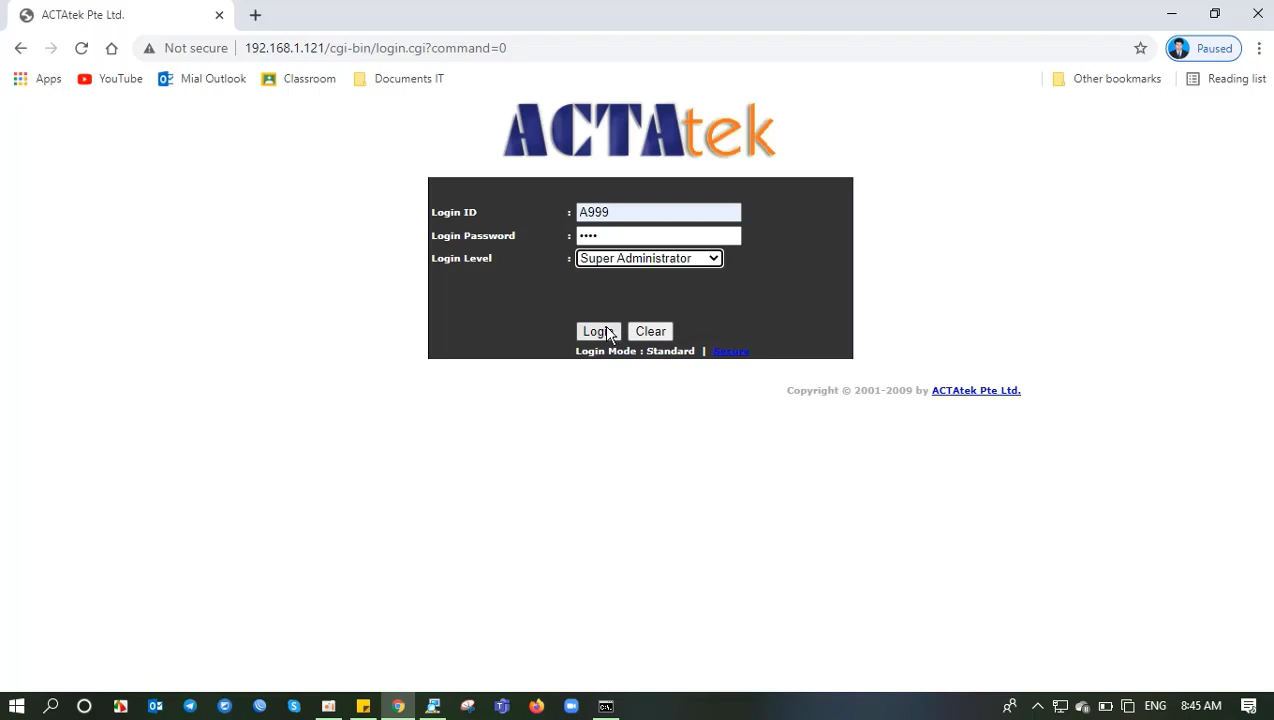 ACTAtek Pte Ltd.
Not secure
192.168.1.121/cgi-bin/login.cgi?command=0
Paused
Apps
YouTube
Mial Outlook
Classroom
Documents IT
Other bookmarks
Reading list
ACTAtek
Login ID : A999
Login Password : ••••
Login Level : Super Administrator
Login Clear
Login Mode : Standard | Secure
Copyright © 2001-2009 by ACTAtek Pte Ltd.
ENG
8:45 AM